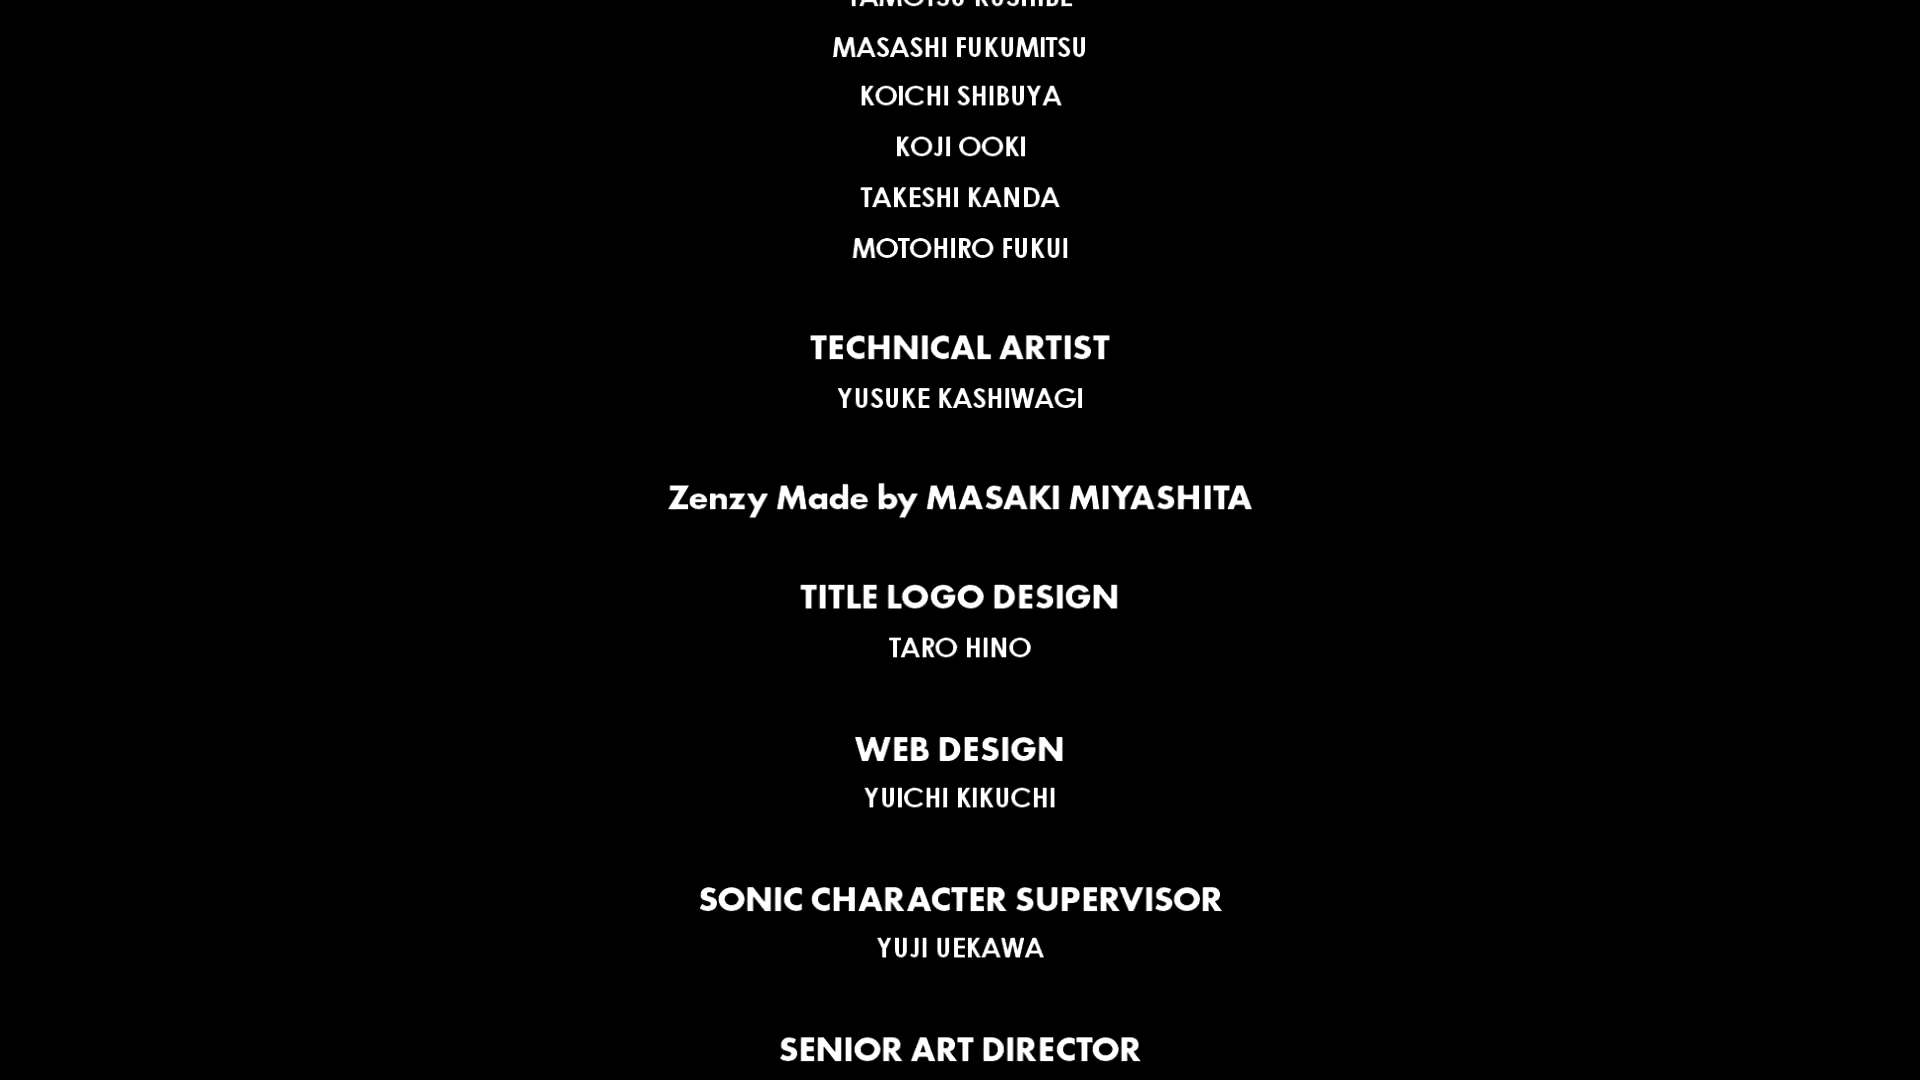 MASASHI FUKUMITSU
KOICHI SHIBUYA
KOJI OOKI
TAKESHI KANDA
MOTOHIRO FUKUI
TECHNICAL ARTIST
YUSUKE KASHIWAGI
Zenzy Made by MASAKI MIYASHITA
TITLE LOGO DESIGN
TARO HINO
WEB DESIGN
YUICHI KIKUCHI
SONIC CHARACTER SUPERVISOR
YUJI UEKAWA
SENIOR ART DIRECTOR